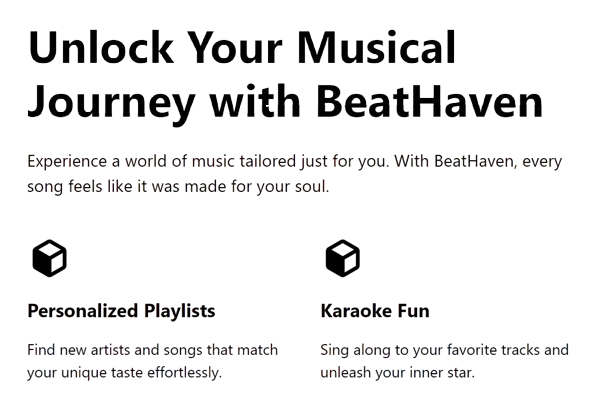 Unlock Your Musical
Journey with BeatHaven
Experience a world of music tailored just for you. With BeatHaven, every
song feels like it was made for your soul.
Personalized Playlists
Find new artists and songs that match
your unique taste effortlessly.
Karaoke Fun
Sing along to your favorite tracks and
unleash your inner star.